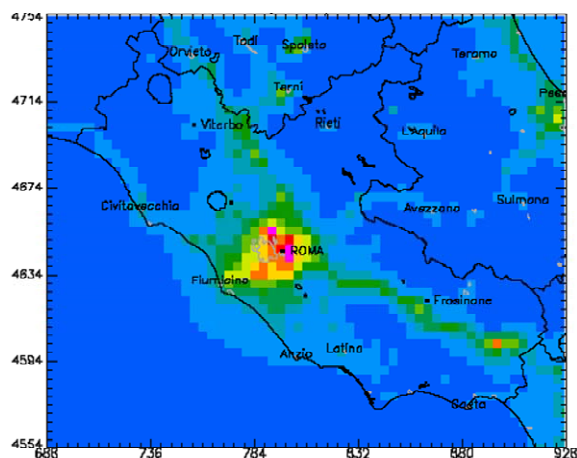 4754
Orvieto Todi Spoleto Teramo
Terni Pesc
4714
Viterbo Rieti L'Aquila
4674
Civitavecchia Avezzano Sulmona
ROMA
4634
Fiumicino Frosinone
Anzio Latina
4594
Gaeta
4554
688 736 784 832 880 928